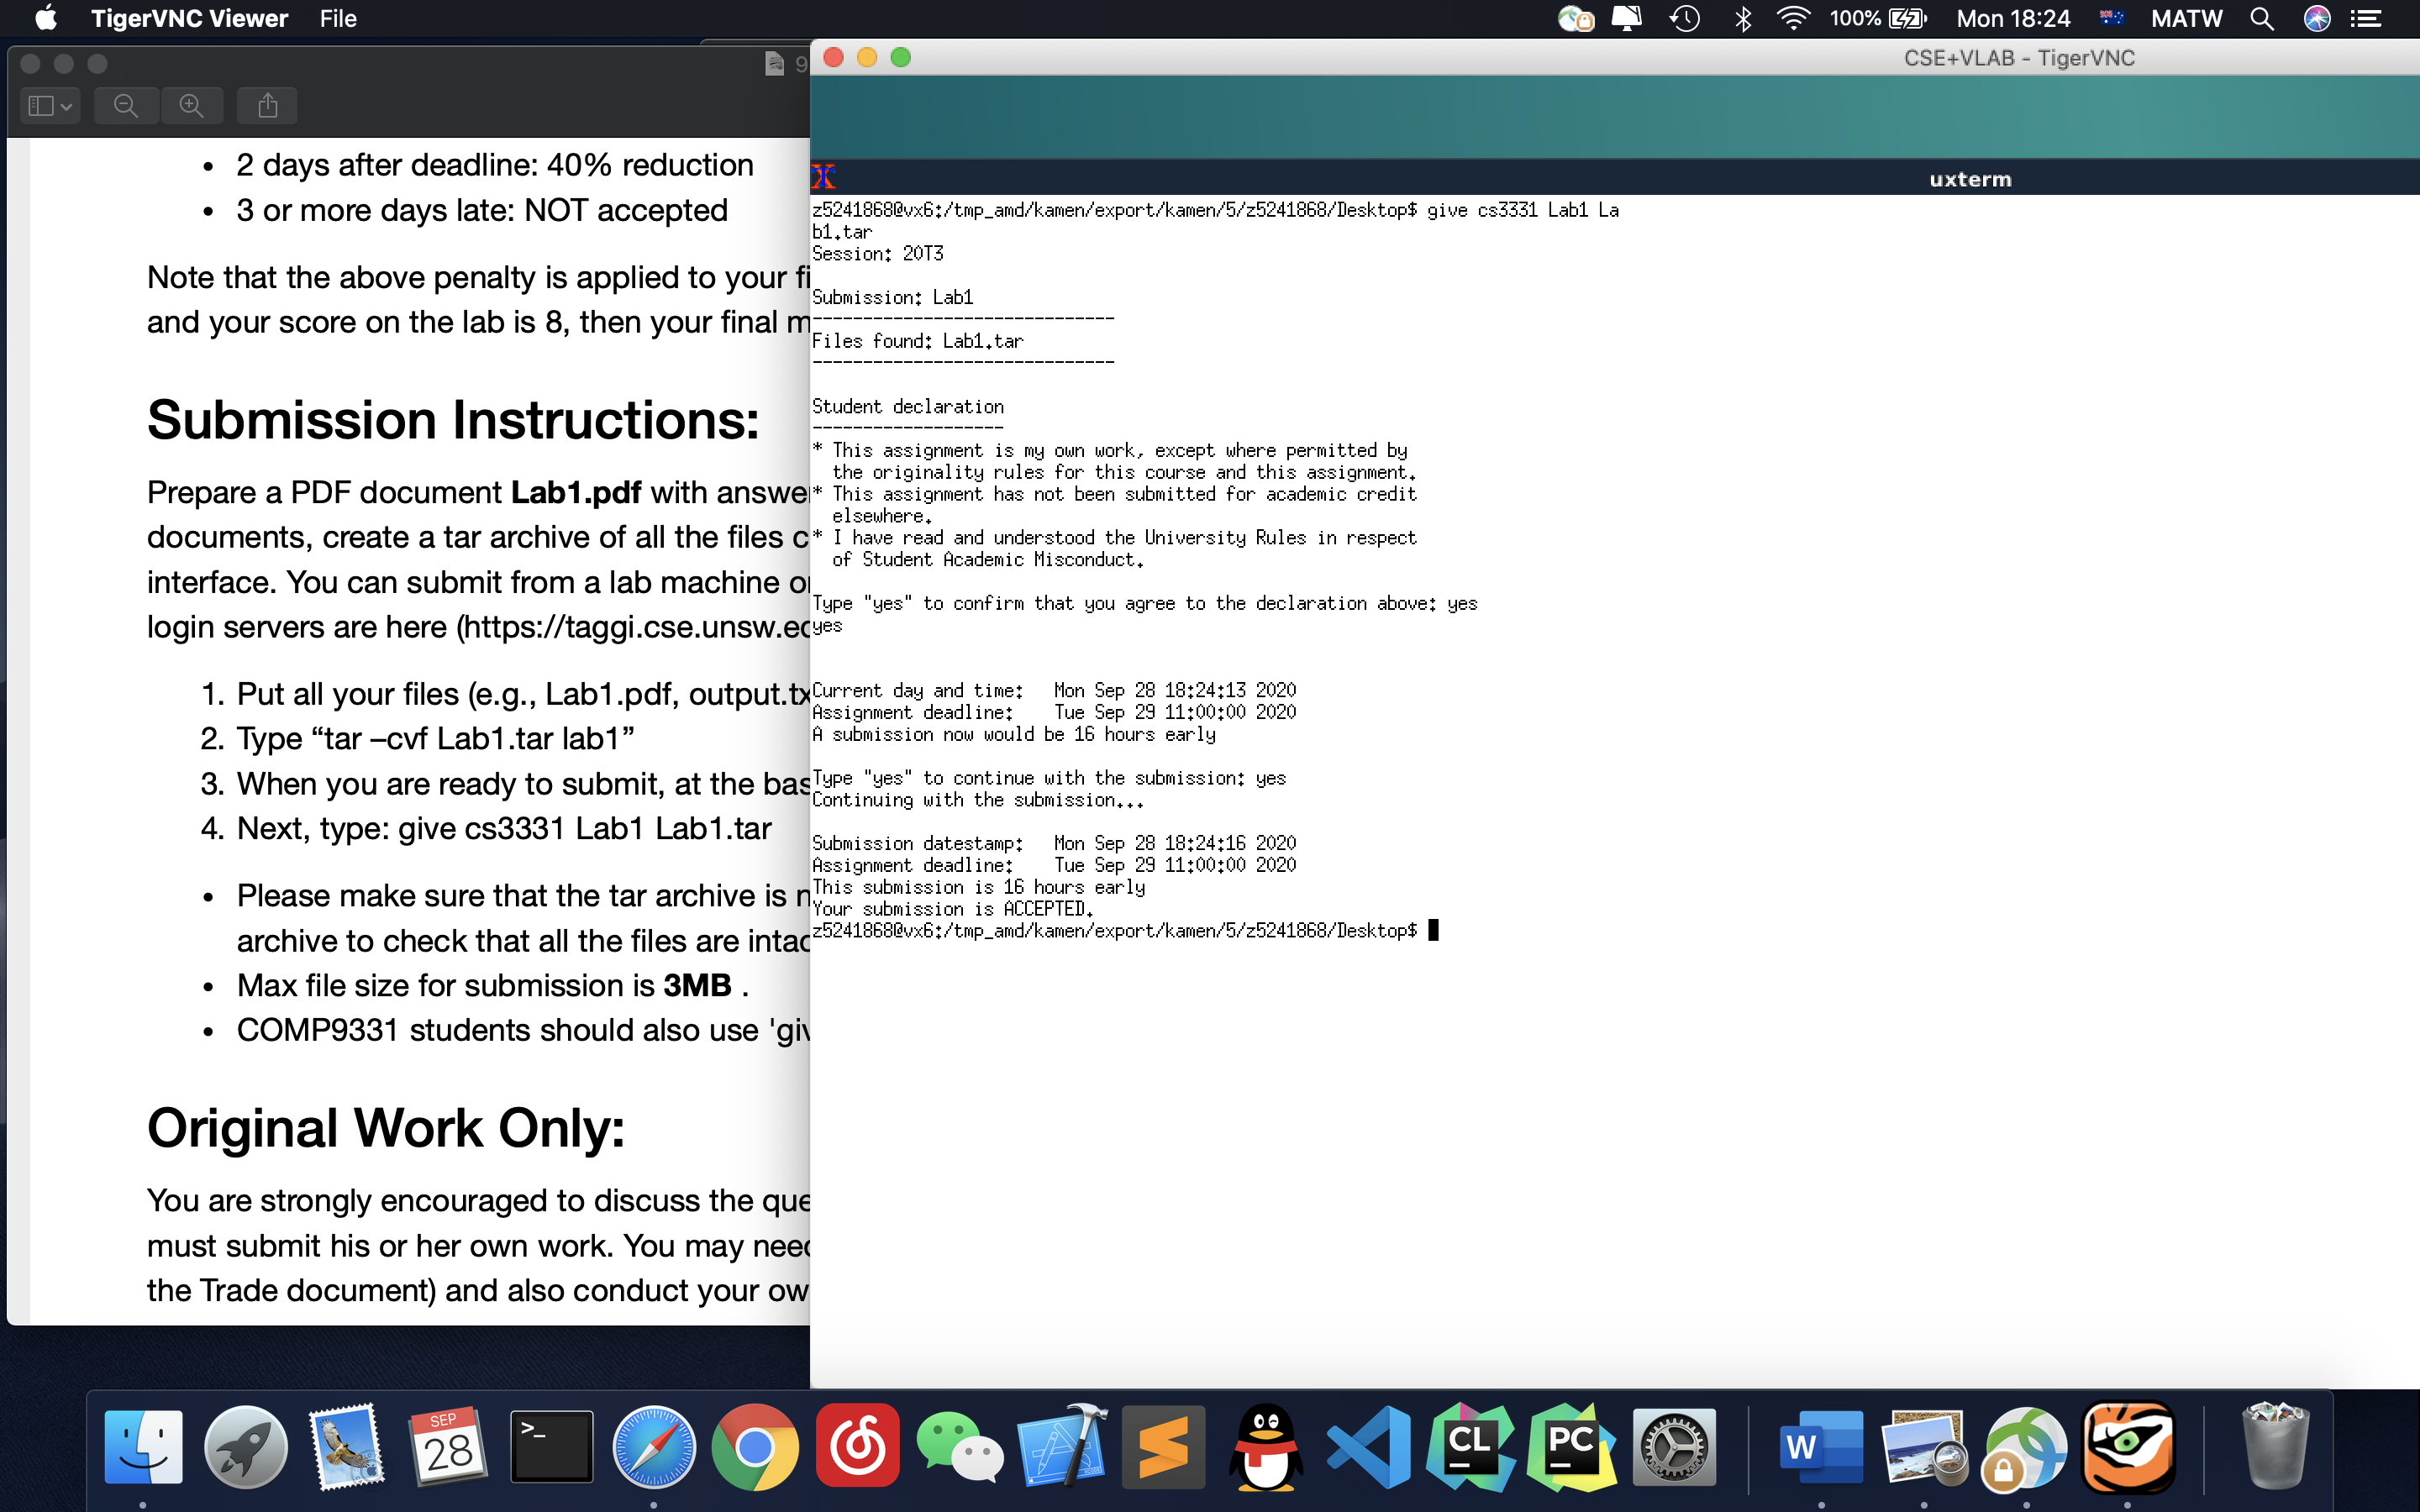 TigerVNC Viewer File 100% Mon 18:24 MATW
9
CSE+VLAB - TigerVNC
uxterm
• 2 days after deadline: 40% reduction
• 3 or more days late: NOT accepted
Note that the above penalty is applied to your fi
and your score on the lab is 8, then your final m
Submission Instructions:
Prepare a PDF document Lab1.pdf with answe
documents, create a tar archive of all the files c
interface. You can submit from a lab machine o
login servers are here (https://taggi.cse.unsw.ec
1. Put all your files (e.g., Lab1.pdf, output.tx
2. Type “tar –cvf Lab1.tar lab1”
3. When you are ready to submit, at the bas
4. Next, type: give cs3331 Lab1 Lab1.tar
• Please make sure that the tar archive is n
archive to check that all the files are intac
• Max file size for submission is 3MB .
• COMP9331 students should also use 'giv
Original Work Only:
You are strongly encouraged to discuss the que
must submit his or her own work. You may need
the Trade document) and also conduct your ow
z5241868@vx6:/tmp_amd/kamen/export/kamen/5/z5241868/Desktop$ give cs3331 Lab1 La
b1.tar
Session: 20T3
Submission: Lab1
------------------------------
Files found: Lab1.tar
------------------------------
Student declaration
-------------------
* This assignment is my own work, except where permitted by
the originality rules for this course and this assignment.
* This assignment has not been submitted for academic credit
elsewhere.
* I have read and understood the University Rules in respect
of Student Academic Misconduct.
Type "yes" to confirm that you agree to the declaration above: yes
yes
Current day and time: Mon Sep 28 18:24:13 2020
Assignment deadline: Tue Sep 29 11:00:00 2020
A submission now would be 16 hours early
Type "yes" to continue with the submission: yes
Continuing with the submission...
Submission datestamp: Mon Sep 28 18:24:16 2020
Assignment deadline: Tue Sep 29 11:00:00 2020
This submission is 16 hours early
Your submission is ACCEPTED.
z5241868@vx6:/tmp_amd/kamen/export/kamen/5/z5241868/Desktop$
SEP
28
>_
CL
PC
W